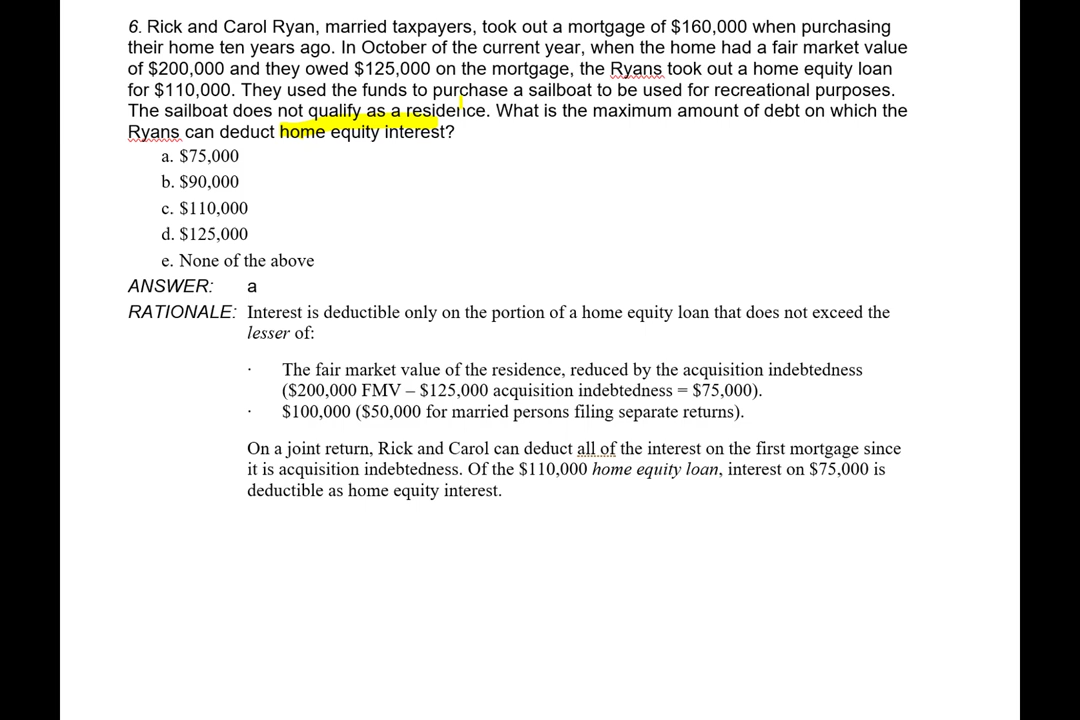 6. Rick and Carol Ryan, married taxpayers, took out a mortgage of $160,000 when purchasing
their home ten years ago. In October of the current year, when the home had a fair market value
of $200,000 and they owed $125,000 on the mortgage, the Ryans took out a home equity loan
for $110,000. They used the funds to purchase a sailboat to be used for recreational purposes.
The sailboat does not qualify as a residence. What is the maximum amount of debt on which the
Ryans can deduct home equity interest?
a. $75,000
b. $90,000
c. $110,000
d. $125,000
e. None of the above
ANSWER: a
RATIONALE: Interest is deductible only on the portion of a home equity loan that does not exceed the
lesser of:
· The fair market value of the residence, reduced by the acquisition indebtedness
($200,000 FMV – $125,000 acquisition indebtedness = $75,000).
· $100,000 ($50,000 for married persons filing separate returns).
On a joint return, Rick and Carol can deduct all of the interest on the first mortgage since
it is acquisition indebtedness. Of the $110,000 home equity loan, interest on $75,000 is
deductible as home equity interest.